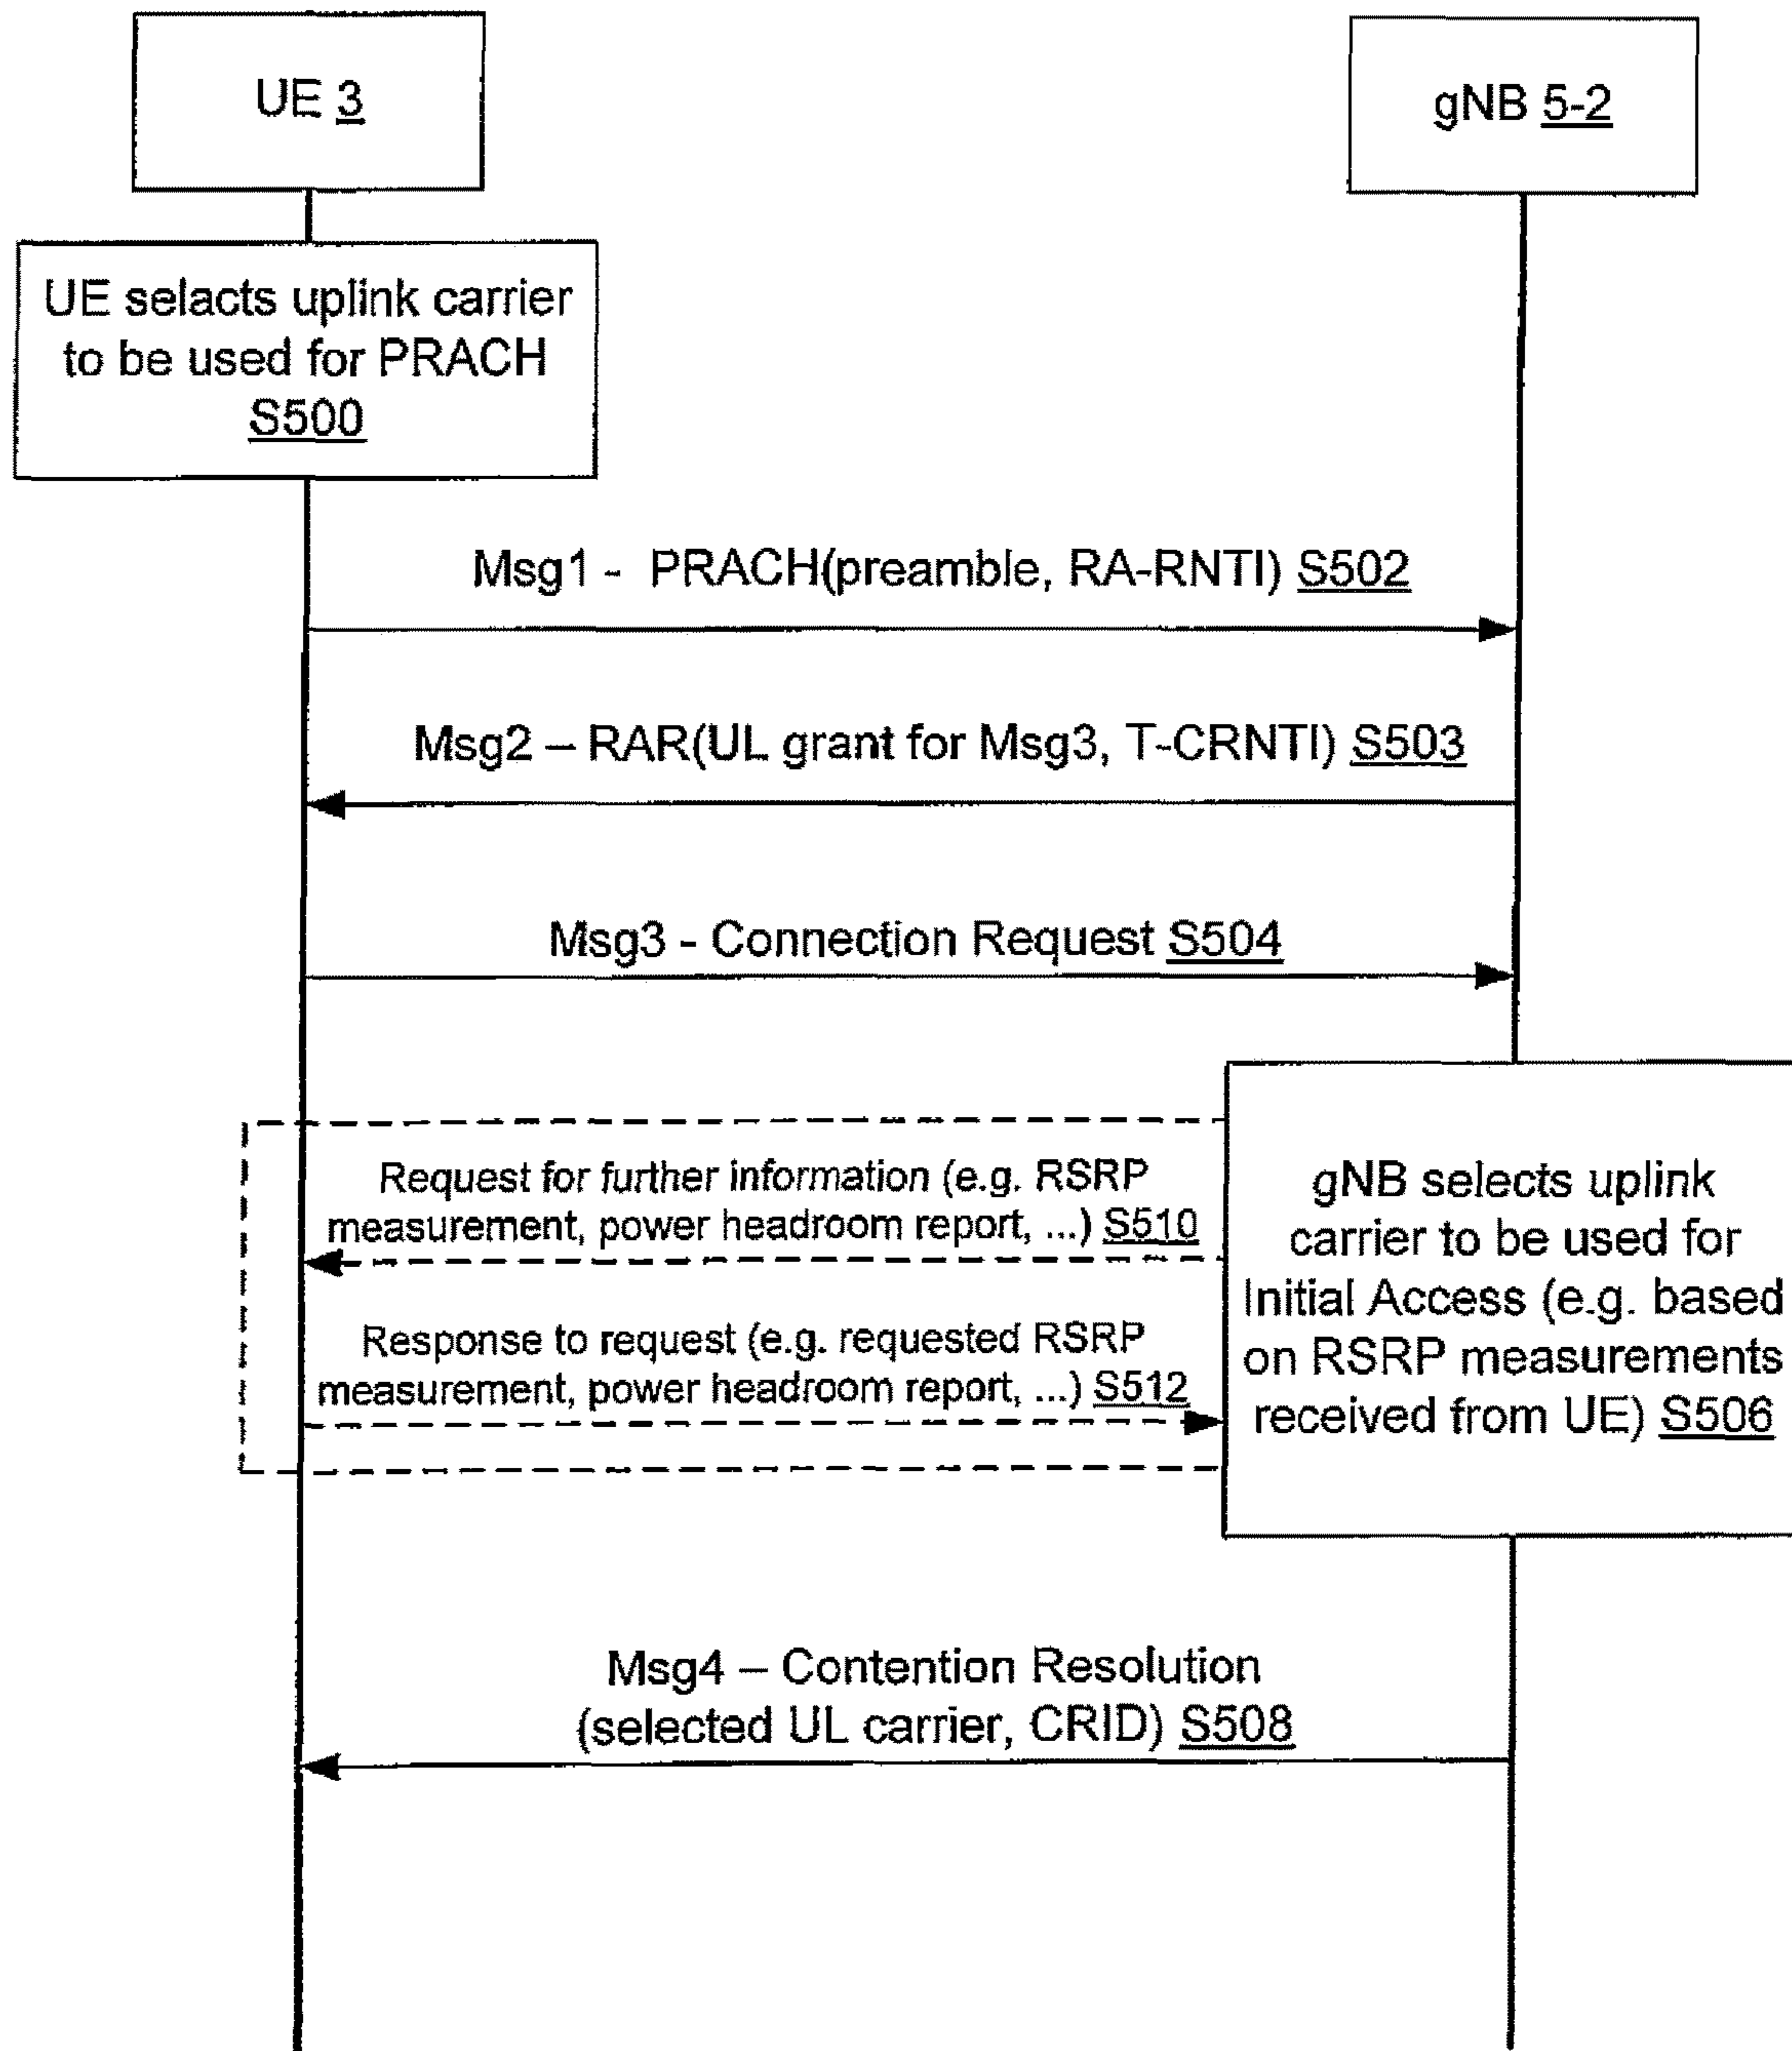 UE 3
gNB 5-2
UE selacts uplink carrier
to be used for PRACH
S500
Msg1 - PRACH(preamble, RA-RNTI) S502
Msg2 – RAR(UL grant for Msg3, T-CRNTI) S503
Msg3 - Connection Request S504
Request for further information (e.g. RSRP
measurement, power headroom report, ...) S510
Response to request (e.g. requested RSRP
measurement, power headroom report, ...) S512
gNB selects uplink
carrier to be used for
Initial Access (e.g. based
on RSRP measurements
received from UE) S506
Msg4 – Contention Resolution
(selected UL carrier, CRID) S508